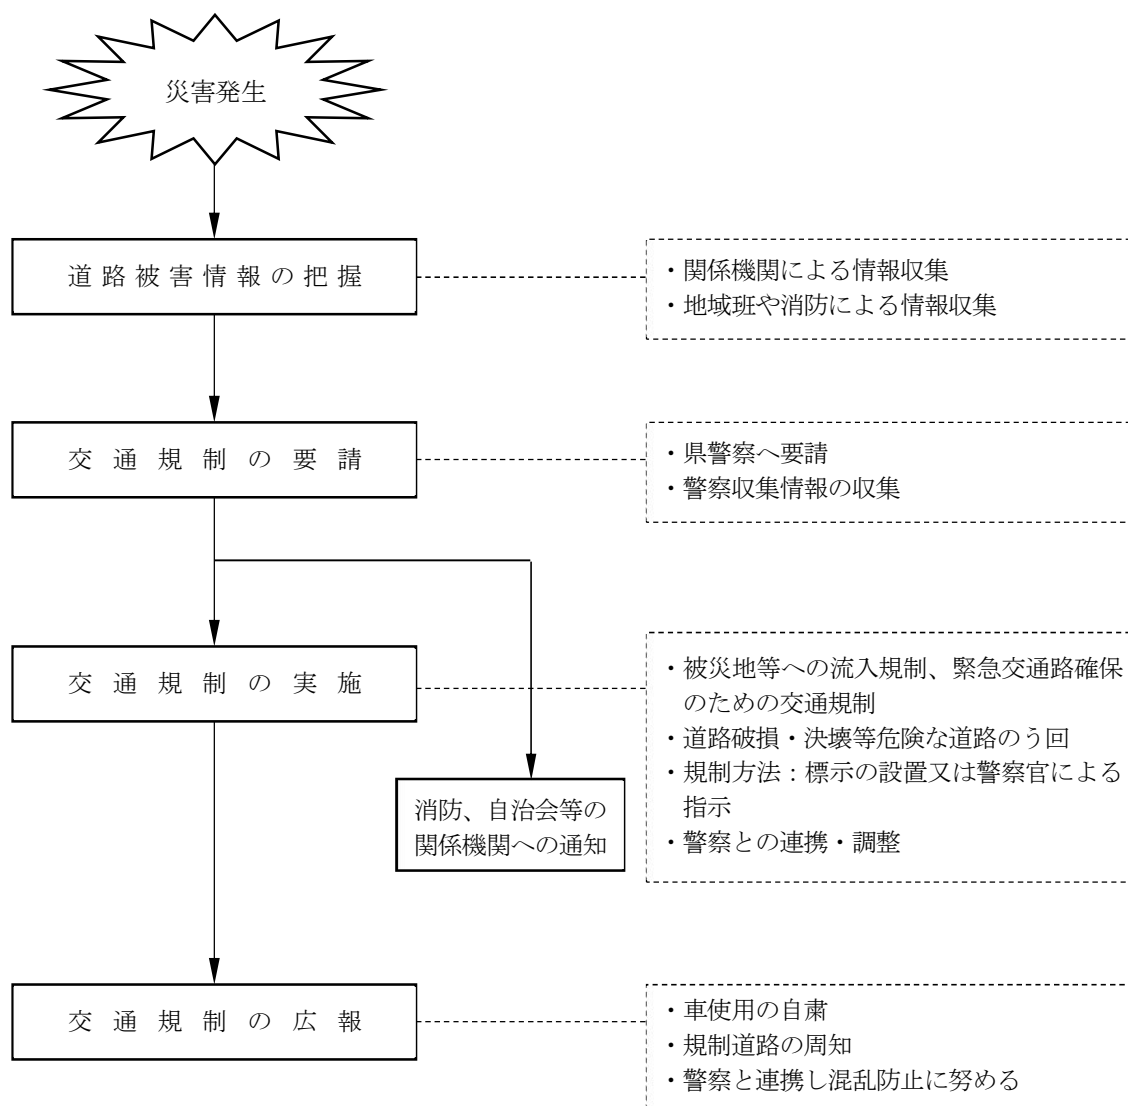 災害発生
道路被害情報の把握
・関係機関による情報収集
・地域班や消防による情報収集
交通規制の要請
・県警察へ要請
・警察収集情報の収集
交通規制の実施
・被災地等への流入規制、緊急交通路確保
のための交通規制
・道路破損・決壊等危険な道路のう回
・規制方法：標示の設置又は警察官による
指示
・警察との連携・調整
消防、自治会等の
関係機関への通知
交通規制の広報
・車使用の自粛
・規制道路の周知
・警察と連携し混乱防止に努める